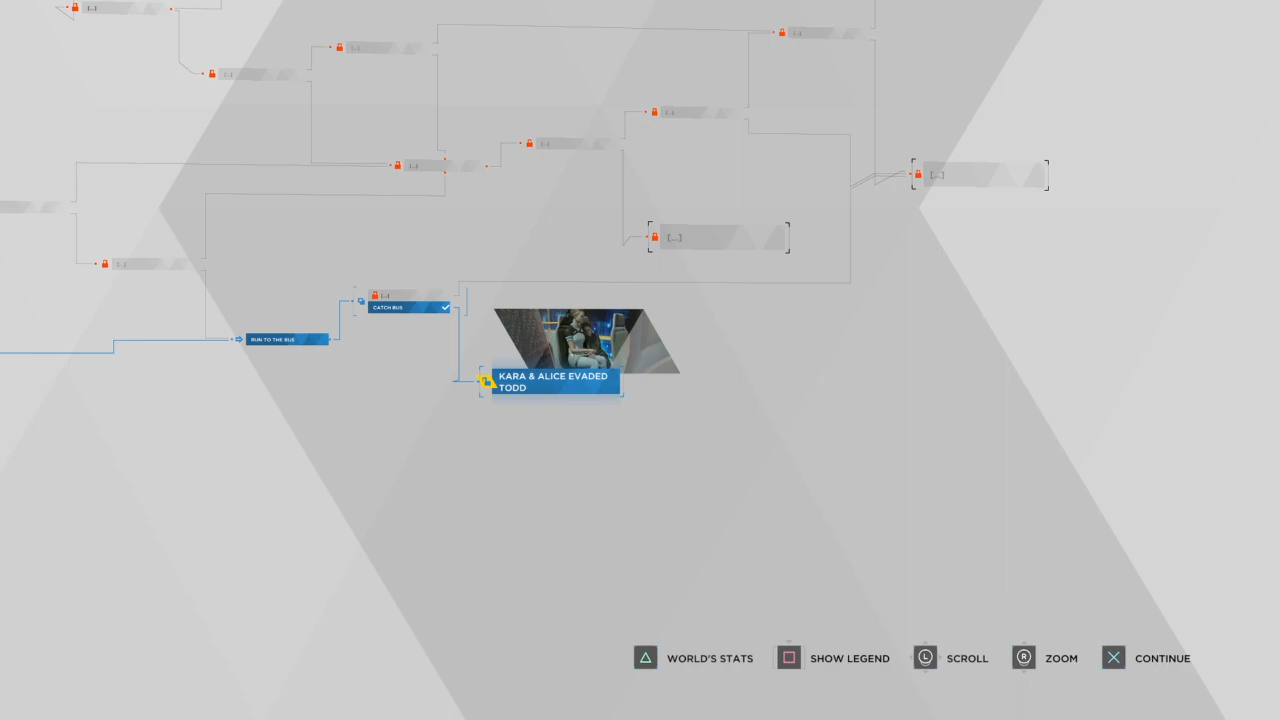 [...]
[...]
[...]
[...]
[...]
[...]
[...]
[...]
[...]
[...]
[...]
CATCH BUS
RUN TO THE BUS
KARA & ALICE EVADED
TODD
WORLD'S STATS
SHOW LEGEND
L
SCROLL
R
ZOOM
CONTINUE